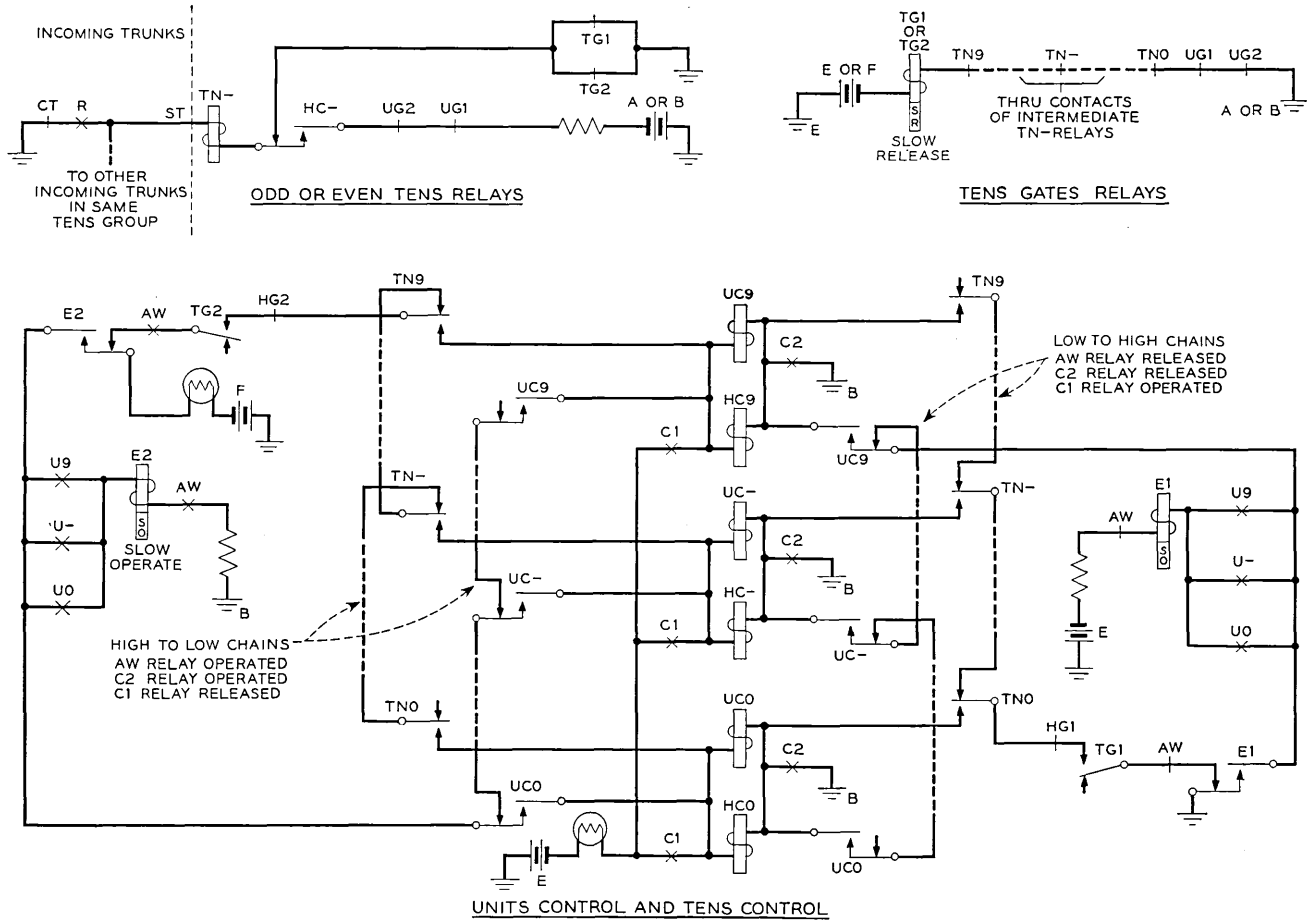 INCOMING TRUNKS
CT
R
ST
TN-
TO OTHER
INCOMING TRUNKS
IN SAME
TENS GROUP
HC-
UG2
UG1
TG1
TG2
A OR B
ODD OR EVEN TENS RELAYS
TG1
OR
TG2
E OR F
E
SR
SLOW
RELEASE
TN9
TN-
TN0
UG1
UG2
THRU CONTACTS
OF INTERMEDIATE
TN-RELAYS
A OR B
TENS GATES RELAYS
E2
AW
TG2
HG2
TN9
F
UC9
UC9
C2
B
TN9
LOW TO HIGH CHAINS
AW RELAY RELEASED
C2 RELAY RELEASED
C1 RELAY OPERATED
HC9
C1
UC9
U9
U-
U0
E2
AW
SO
SLOW
OPERATE
B
TN-
UC-
UC-
C2
B
TN-
HC-
C1
UC-
E1
AW
SO
E
U9
U-
U0
HIGH TO LOW CHAINS
AW RELAY OPERATED
C2 RELAY OPERATED
C1 RELAY RELEASED
TN0
UC0
UC0
C2
B
TN0
HG1
TG1
AW
E1
HC0
C1
UC0
E
UNITS CONTROL AND TENS CONTROL